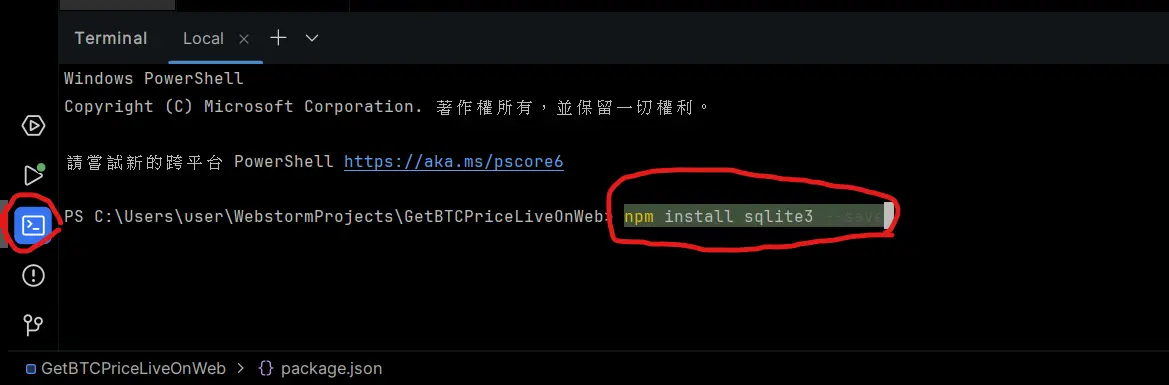 Terminal Local
Windows PowerShell
Copyright (C) Microsoft Corporation. 著作權所有，並保留一切權利。
請嘗試新的跨平台 PowerShell https://aka.ms/pscore6
PS C:\Users\user\WebstormProjects\GetBTCPriceLiveOnWeb> npm install sqlite3 --save
GetBTCPriceLiveOnWeb > {} package.json